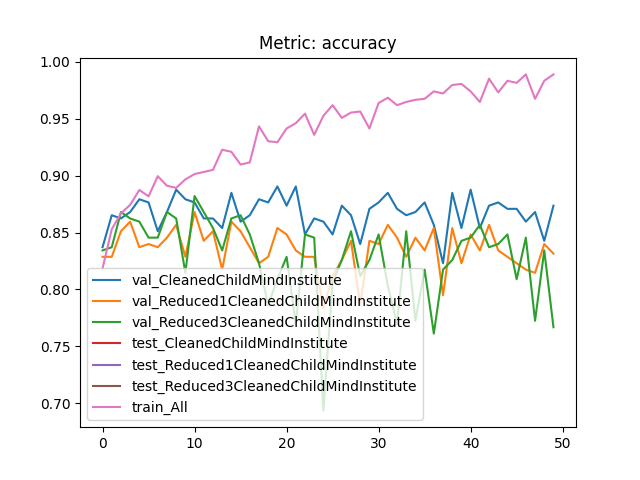 Metric: accuracy
1.00
0.95
0.90
0.85
0.80
0.75
0.70
val_CleanedChildMindInstitute
val_Reduced1CleanedChildMindInstitute
val_Reduced3CleanedChildMindInstitute
test_CleanedChildMindInstitute
test_Reduced1CleanedChildMindInstitute
test_Reduced3CleanedChildMindInstitute
train_All
0 10 20 30 40 50